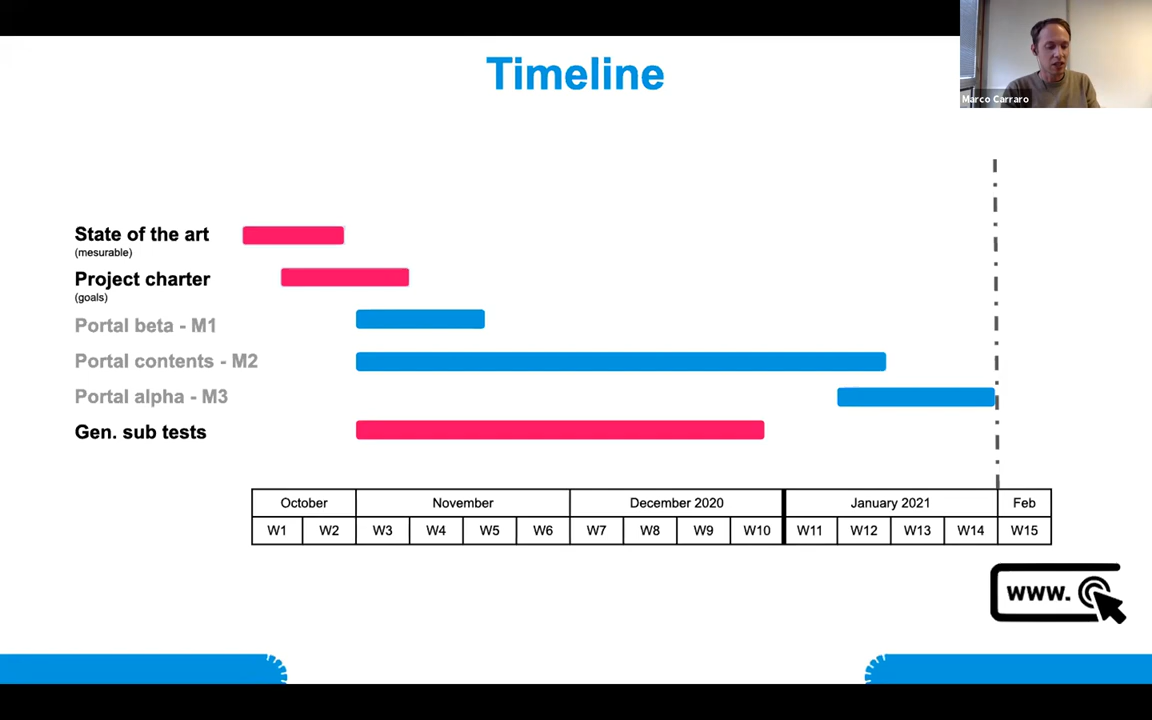 Timeline
Marco Carraro
State of the art
(mesurable)
Project charter
(goals)
Portal beta - M1
Portal contents - M2
Portal alpha - M3
Gen. sub tests
October November December 2020 January 2021 Feb
W1 W2 W3 W4 W5 W6 W7 W8 W9 W10 W11 W12 W13 W14 W15
www.